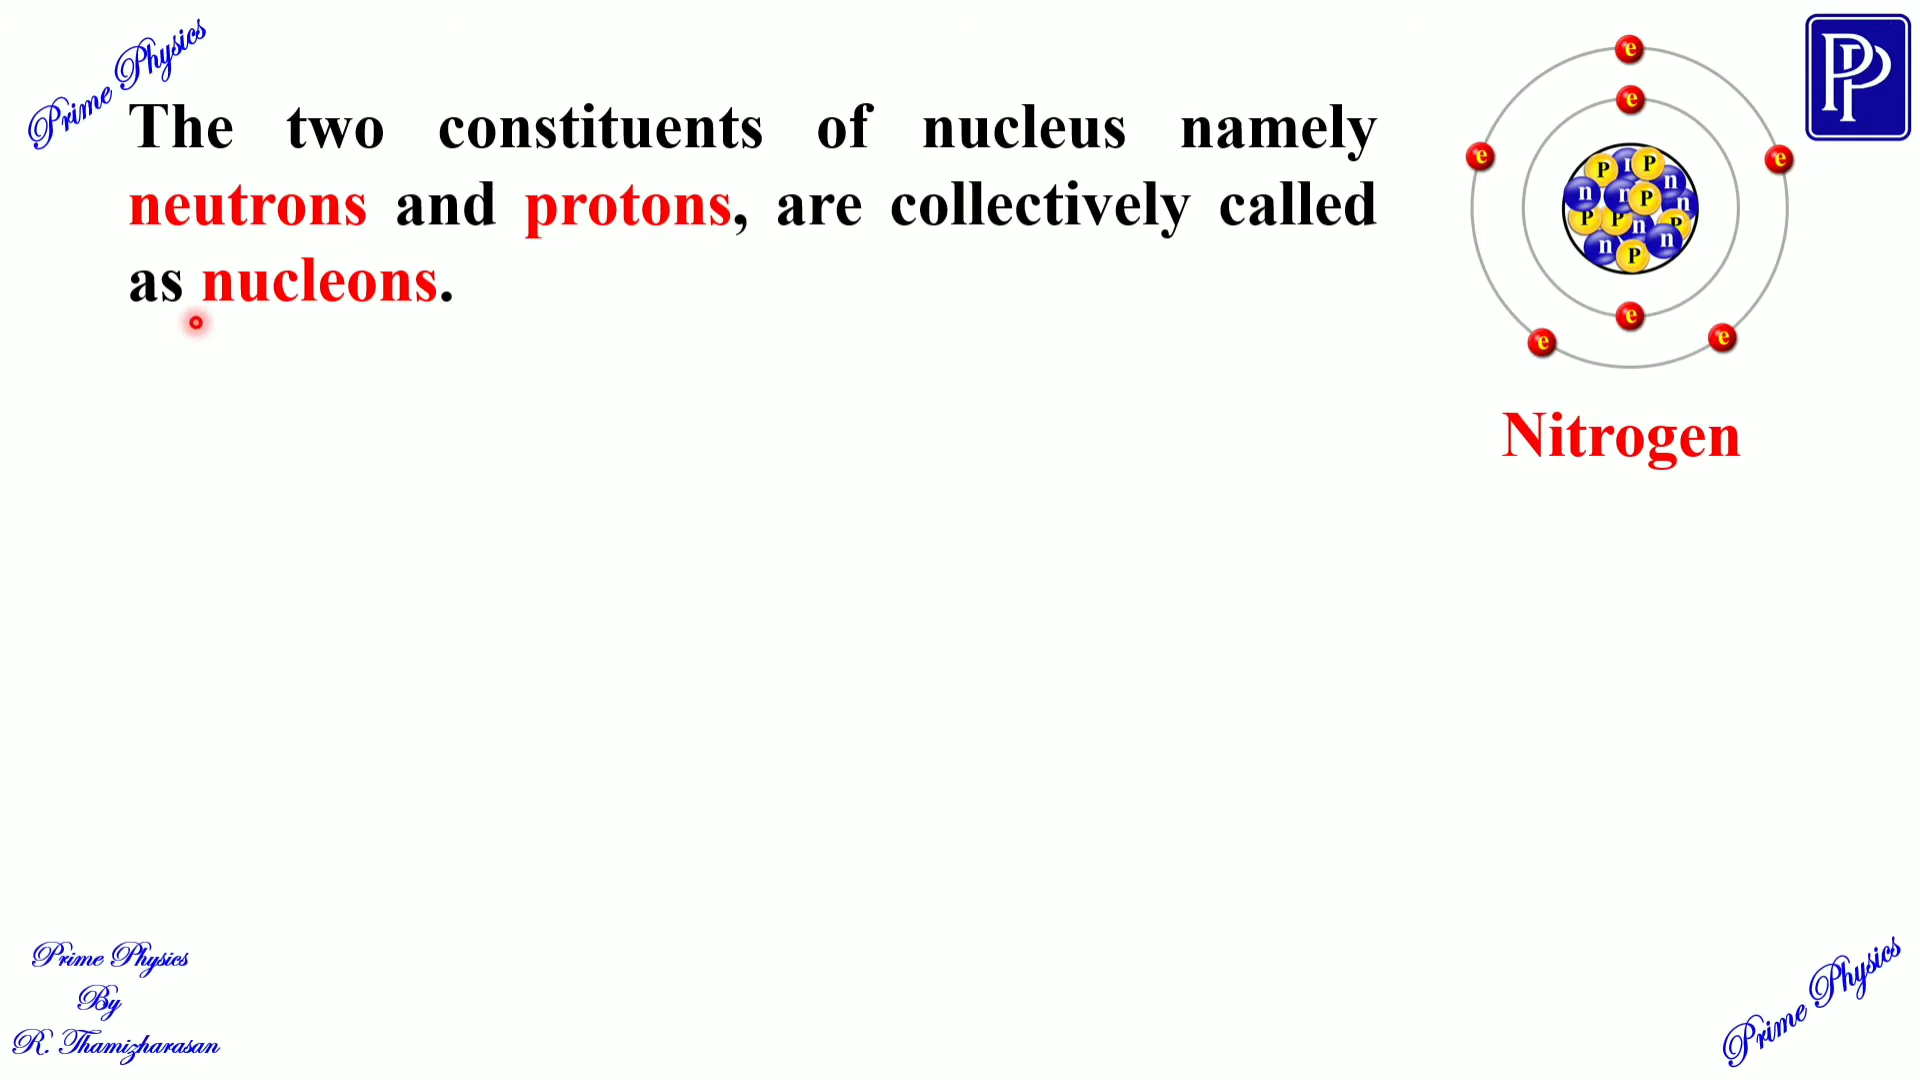 Prime Physics
PP
The two constituents of nucleus namely
neutrons and protons, are collectively called
as nucleons.
e
e
e
e
P n P
n n n
P n
P P n P
n n
P
e
e
e
Nitrogen
Prime Physics
By
R. Thamizharasan
Prime Physics